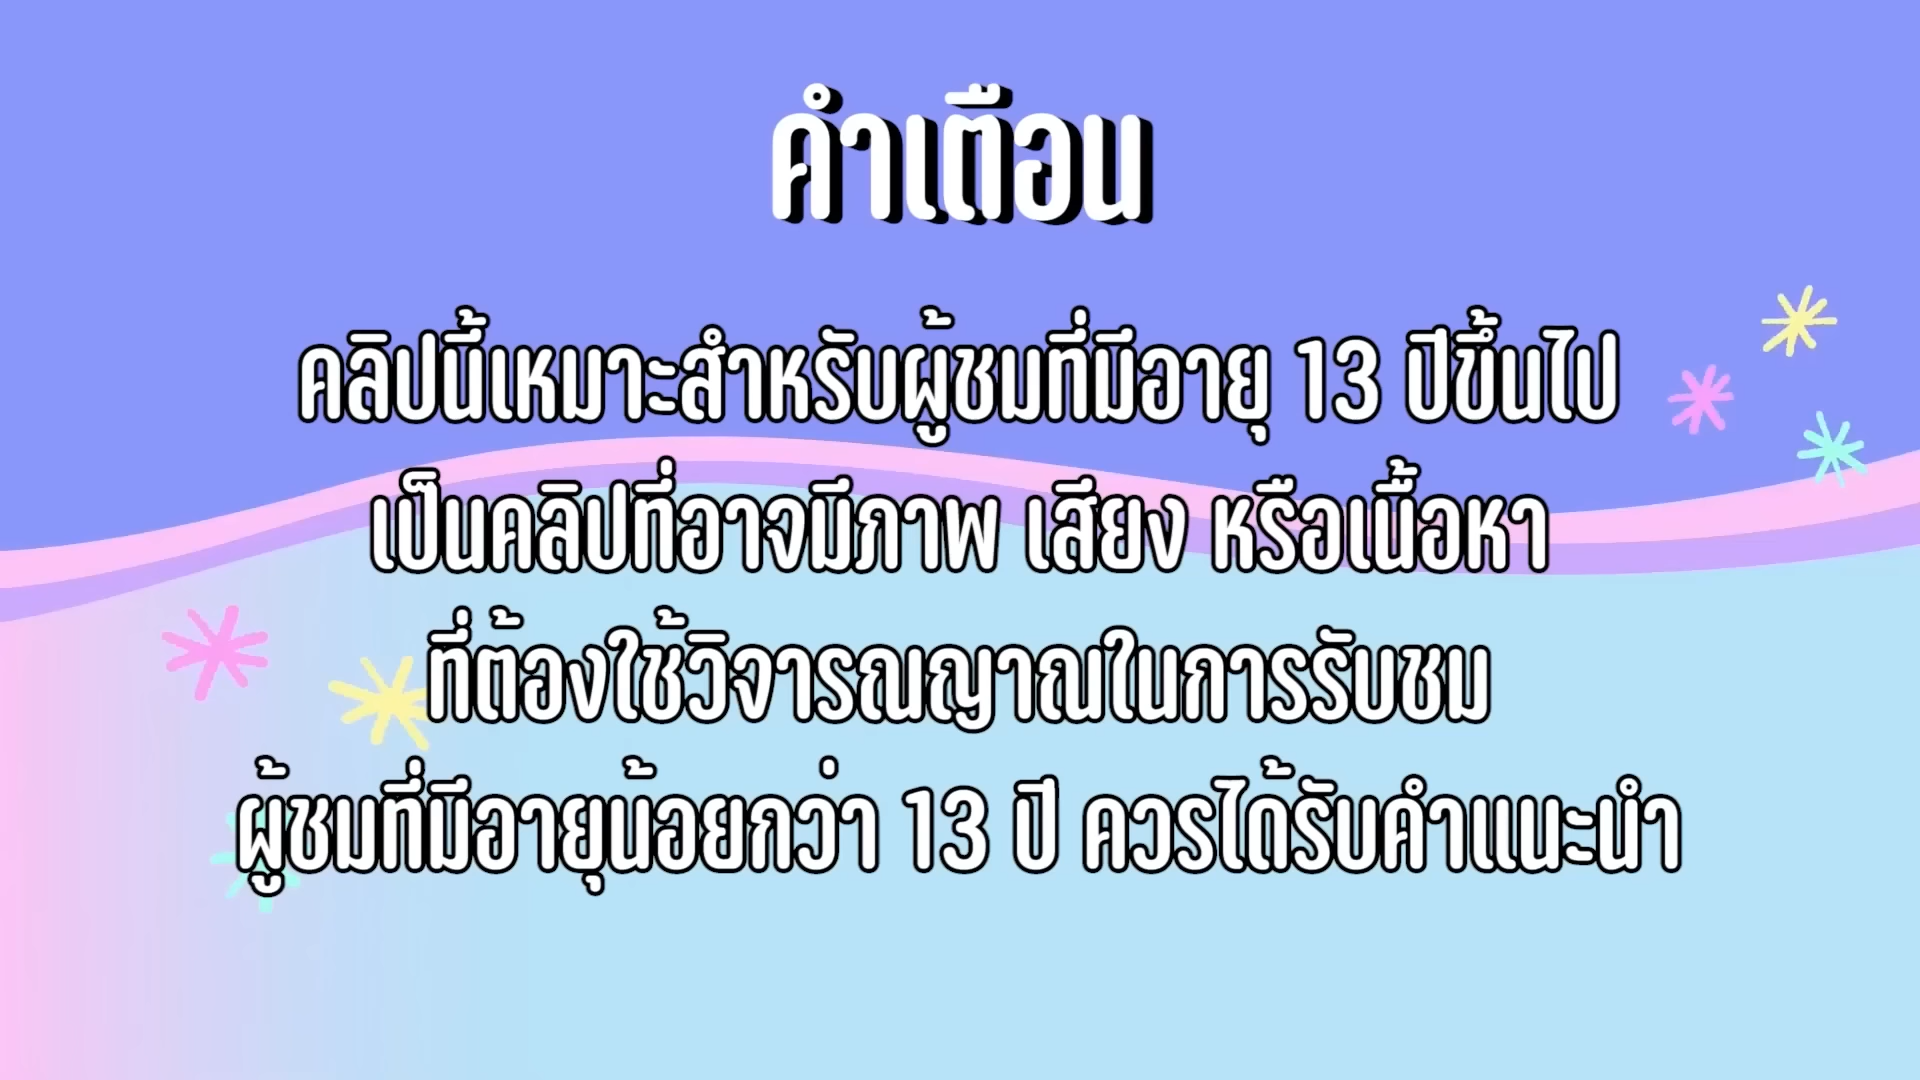 คำเตือน
คลิปนี้เหมาะสำหรับผู้ชมที่มีอายุ 13 ปีขึ้นไป
เป็นคลิปที่อาจมีภาพ เสียง หรือเนื้อหา
ที่ต้องใช้วิจารณญาณในการรับชม
ผู้ชมที่มีอายุน้อยกว่า 13 ปี ควรได้รับคำแนะนำ